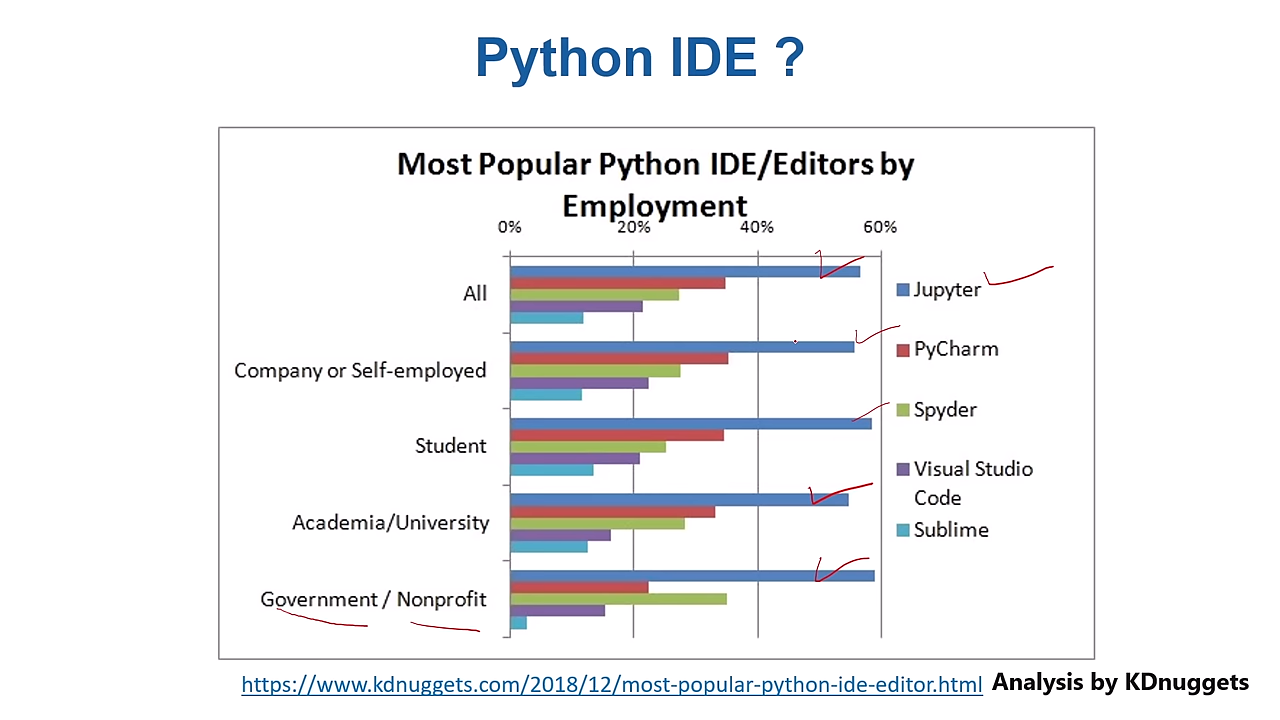 Python IDE ?
Most Popular Python IDE/Editors by
Employment
0% 20% 40% 60%
All
Company or Self-employed
Student
Academia/University
Government / Nonprofit
Jupyter
PyCharm
Spyder
Visual Studio
Code
Sublime
https://www.kdnuggets.com/2018/12/most-popular-python-ide-editor.html Analysis by KDnuggets